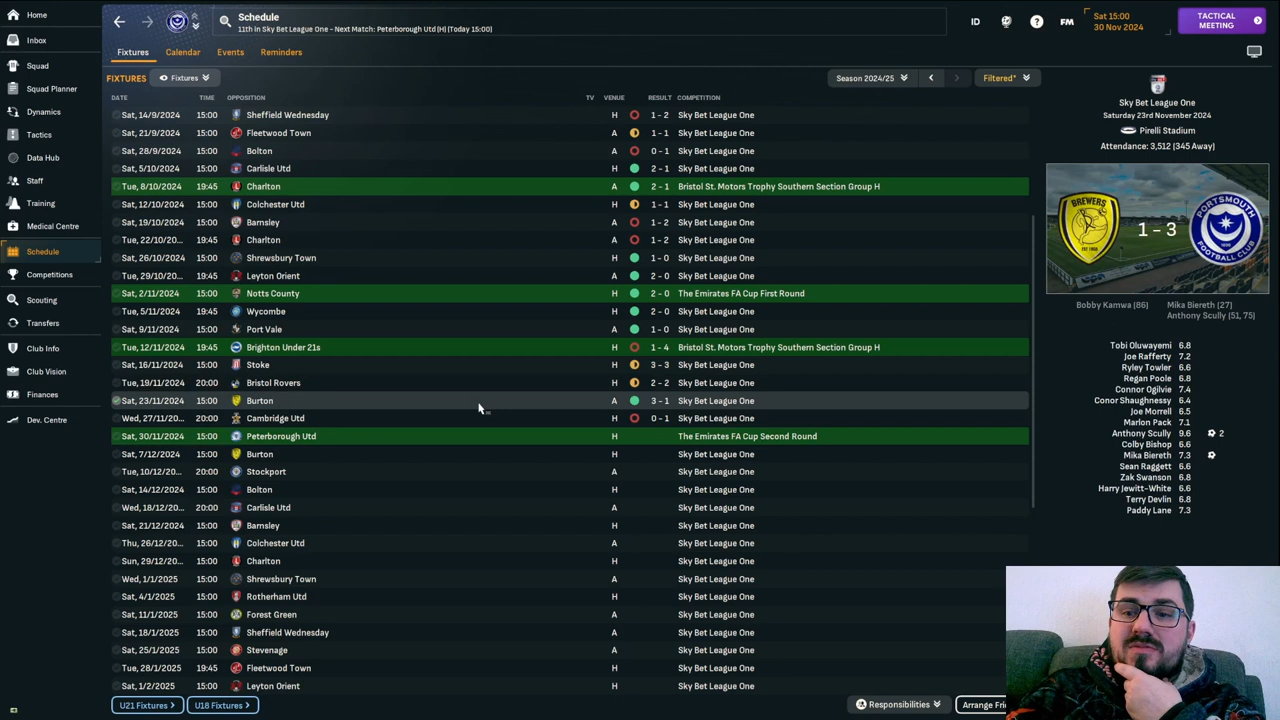 Home
Inbox
Squad
Squad Planner
Dynamics
Tactics
Data Hub
Staff
Training
Medical Centre
Schedule
Competitions
Scouting
Transfers
Club Info
Club Vision
Finances
Dev. Centre
Schedule
11th in Sky Bet League One - Next Match: Peterborough Utd (H) (Today 15:00)
ID
FM
Sat 15:00
30 Nov 2024
TACTICAL
MEETING
Fixtures Calendar Events Reminders
FIXTURES Fixtures Season 2024/25 Filtered*
DATE TIME OPPOSITION TV VENUE RESULT COMPETITION
Sat, 14/9/2024 15:00 Sheffield Wednesday H 1 - 2 Sky Bet League One
Sat, 21/9/2024 15:00 Fleetwood Town A 1 - 1 Sky Bet League One
Sat, 28/9/2024 15:00 Bolton A 0 - 1 Sky Bet League One
Sat, 5/10/2024 15:00 Carlisle Utd H 2 - 1 Sky Bet League One
Tue, 8/10/2024 19:45 Charlton A 2 - 1 Bristol St. Motors Trophy Southern Section Group H
Sat, 12/10/2024 15:00 Colchester Utd H 1 - 1 Sky Bet League One
Sat, 19/10/2024 15:00 Barnsley A 1 - 2 Sky Bet League One
Tue, 22/10/20... 19:45 Charlton A 1 - 2 Sky Bet League One
Sat, 26/10/2024 15:00 Shrewsbury Town H 1 - 0 Sky Bet League One
Tue, 29/10/20... 19:45 Leyton Orient A 2 - 0 Sky Bet League One
Sat, 2/11/2024 15:00 Notts County H 2 - 0 The Emirates FA Cup First Round
Tue, 5/11/2024 19:45 Wycombe H 2 - 0 Sky Bet League One
Sat, 9/11/2024 15:00 Port Vale A 1 - 0 Sky Bet League One
Tue, 12/11/2024 19:45 Brighton Under 21s H 1 - 4 Bristol St. Motors Trophy Southern Section Group H
Sat, 16/11/2024 15:00 Stoke H 3 - 3 Sky Bet League One
Tue, 19/11/2024 20:00 Bristol Rovers H 2 - 2 Sky Bet League One
Sat, 23/11/2024 15:00 Burton A 3 - 1 Sky Bet League One
Wed, 27/11/20... 20:00 Cambridge Utd H 0 - 1 Sky Bet League One
Sat, 30/11/2024 15:00 Peterborough Utd H The Emirates FA Cup Second Round
Sat, 7/12/2024 15:00 Burton H Sky Bet League One
Tue, 10/12/20... 20:00 Stockport A Sky Bet League One
Sat, 14/12/2024 15:00 Bolton H Sky Bet League One
Wed, 18/12/20... 20:00 Carlisle Utd A Sky Bet League One
Sat, 21/12/2024 15:00 Barnsley H Sky Bet League One
Thu, 26/12/20... 15:00 Colchester Utd A Sky Bet League One
Sun, 29/12/20... 15:00 Charlton H Sky Bet League One
Wed, 1/1/2025 15:00 Shrewsbury Town A Sky Bet League One
Sat, 4/1/2025 15:00 Rotherham Utd H Sky Bet League One
Sat, 11/1/2025 15:00 Forest Green A Sky Bet League One
Sat, 18/1/2025 15:00 Sheffield Wednesday A Sky Bet League One
Sat, 25/1/2025 15:00 Stevenage A Sky Bet League One
Tue, 28/1/2025 19:45 Fleetwood Town H Sky Bet League One
Sat, 1/2/2025 15:00 Leyton Orient H Sky Bet League One
U21 Fixtures > U18 Fixtures > Responsibilities Arrange
Sky Bet League One
Saturday 23rd November 2024
Pirelli Stadium
Attendance: 3,512 (345 Away)
BREWERS 1 - 3 PORTSMOUTH
FOOTBALL CLUB
Bobby Kamwa (86) Mika Biereth (27)
Anthony Scully (51, 75)
Tobi Oluwayemi 6.8
Joe Rafferty 7.2
Ryley Towler 6.6
Regan Poole 6.8
Connor Ogilvie 7.4
Conor Shaughnessy 6.4
Joe Morrell 6.5
Marlon Pack 7.1
Anthony Scully 9.6 2
Colby Bishop 6.6
Mika Biereth 7.3
Sean Raggett 6.6
Zak Swanson 6.8
Harry Jewitt-White 6.6
Terry Devlin 6.8
Paddy Lane 7.3